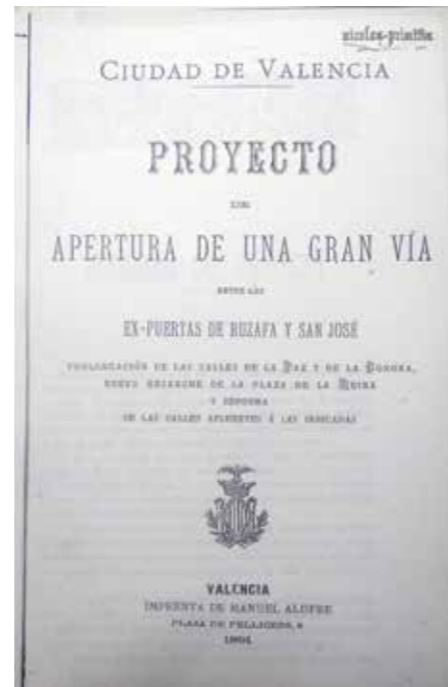 CIUDAD DE VALENCIA
PROYECTO
DE
APERTURA DE UNA GRAN VÍA
ENTRE LAS
EX-PUERTAS DE RUZAFA Y SAN JOSÉ
PROLONGACIÓN DE LAS CALLES DE LA PAZ Y DE LA CORONA,
NUEVO ENSANCHE DE LA PLAZA DE LA REINA
Y REFORMA
DE LAS CALLES AFLUENTES Á LAS INDICADAS
VALENCIA
IMPRENTA DE MANUEL ALUFRE
PLAZA DE PELLICERS, 6